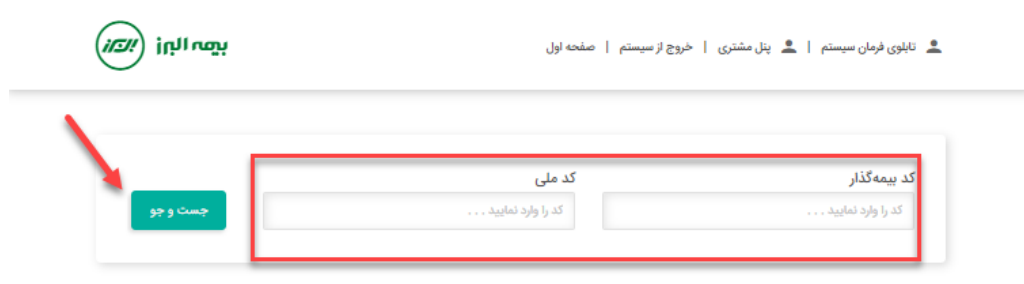 تابلوی فرمان سیستم | پنل مشتری | خروج از سیستم | صفحه اول
بیمه البرز
کد بیمه‌گذار
کد را وارد نمایید . . .
کد ملی
کد را وارد نمایید . . .
جست و جو